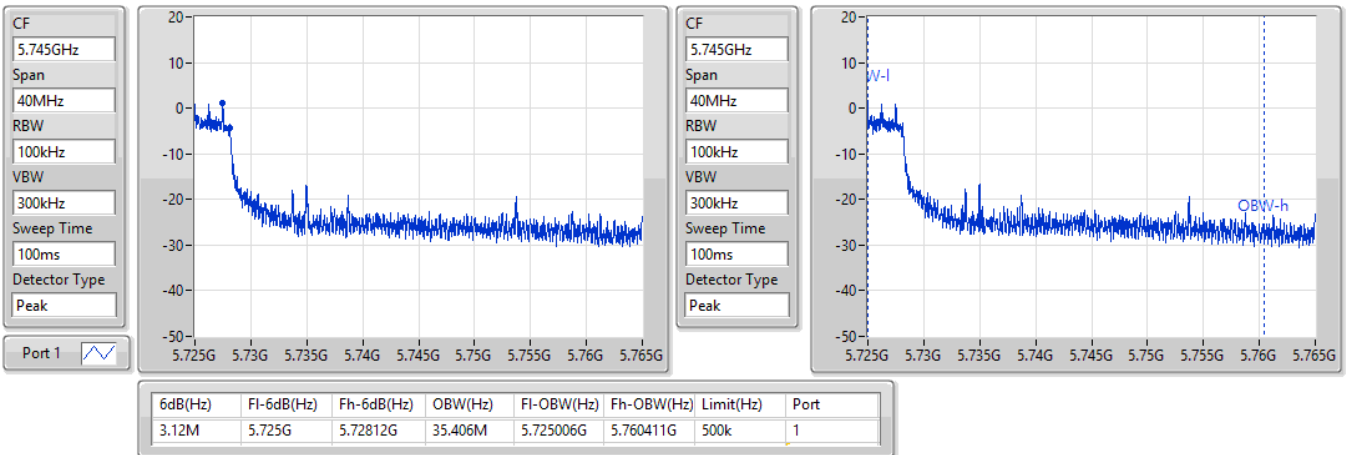 CF
5.745GHz
Span
40MHz
RBW
100kHz
VBW
300kHz
Sweep Time
100ms
Detector Type
Peak
Port 1
20
10
0
-10
-20
-30
-40
-50
5.725G 5.73G 5.735G 5.74G 5.745G 5.75G 5.755G 5.76G 5.765G
CF
5.745GHz
Span
40MHz
RBW
100kHz
VBW
300kHz
Sweep Time
100ms
Detector Type
Peak
20
10
0
-10
-20
-30
-40
-50
W-l
OBW-h
5.725G 5.73G 5.735G 5.74G 5.745G 5.75G 5.755G 5.76G 5.765G
6dB(Hz) Fl-6dB(Hz) Fh-6dB(Hz) OBW(Hz) Fl-OBW(Hz) Fh-OBW(Hz) Limit(Hz) Port
3.12M 5.725G 5.72812G 35.406M 5.725006G 5.760411G 500k 1